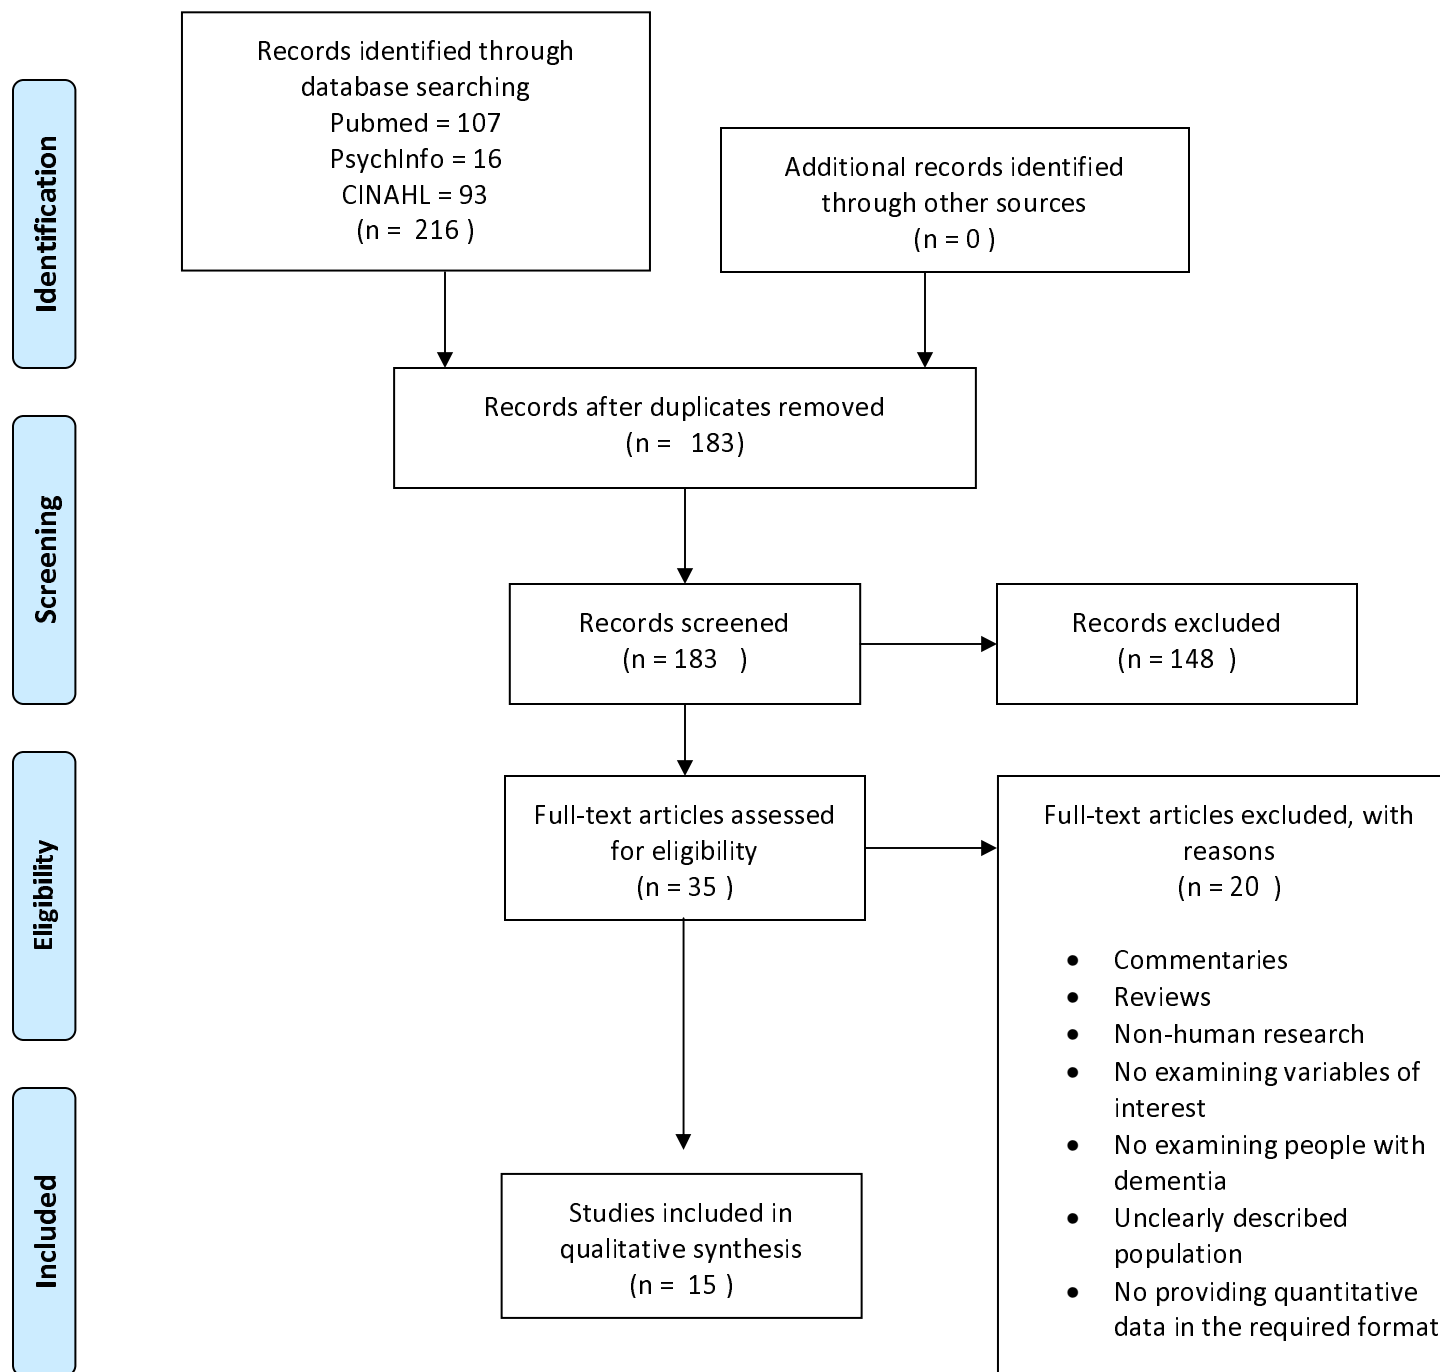 Identification
Records identified through
database searching
Pubmed = 107
PsychInfo = 16
CINAHL = 93
(n =  216 )
Additional records identified
through other sources
(n = 0 )
Records after duplicates removed
(n =   183)
Screening
Records screened
(n = 183   )
Records excluded
(n = 148  )
Eligibility
Full-text articles assessed
for eligibility
(n = 35  )
Full-text articles excluded, with
reasons
(n = 20  )
• Commentaries
• Reviews
• Non-human research
• No examining variables of
interest
• No examining people with
dementia
• Unclearly described
population
• No providing quantitative
data in the required format
Included
Studies included in
qualitative synthesis
(n =  15 )